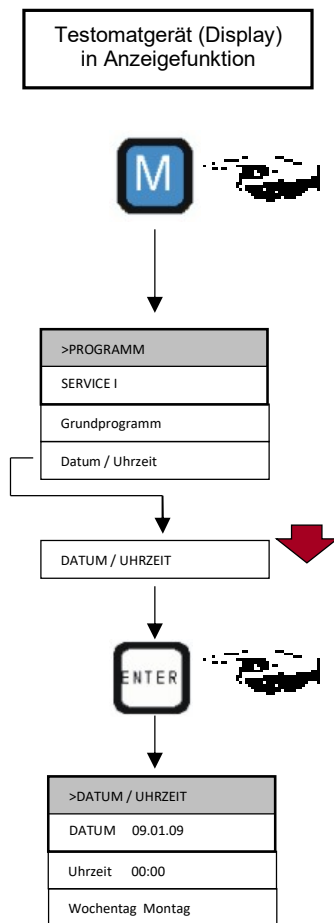 Testomatgerät (Display)
in Anzeigefunktion
M
>PROGRAMM
SERVICE I
Grundprogramm
Datum / Uhrzeit
DATUM / UHRZEIT
ENTER
>DATUM / UHRZEIT
DATUM 09.01.09
Uhrzeit 00:00
Wochentag Montag